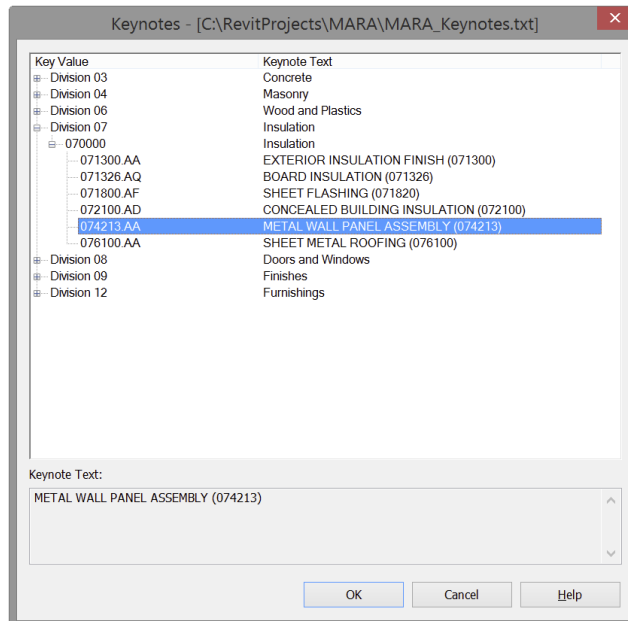 Keynotes - [C:\RevitProjects\MARA\MARA_Keynotes.txt]
Key Value Keynote Text
Division 03 Concrete
Division 04 Masonry
Division 06 Wood and Plastics
Division 07 Insulation
070000 Insulation
071300.AA EXTERIOR INSULATION FINISH (071300)
071326.AQ BOARD INSULATION (071326)
071800.AF SHEET FLASHING (071820)
072100.AD CONCEALED BUILDING INSULATION (072100)
074213.AA METAL WALL PANEL ASSEMBLY (074213)
076100.AA SHEET METAL ROOFING (076100)
Division 08 Doors and Windows
Division 09 Finishes
Division 12 Furnishings
Keynote Text:
METAL WALL PANEL ASSEMBLY (074213)
OK Cancel Help